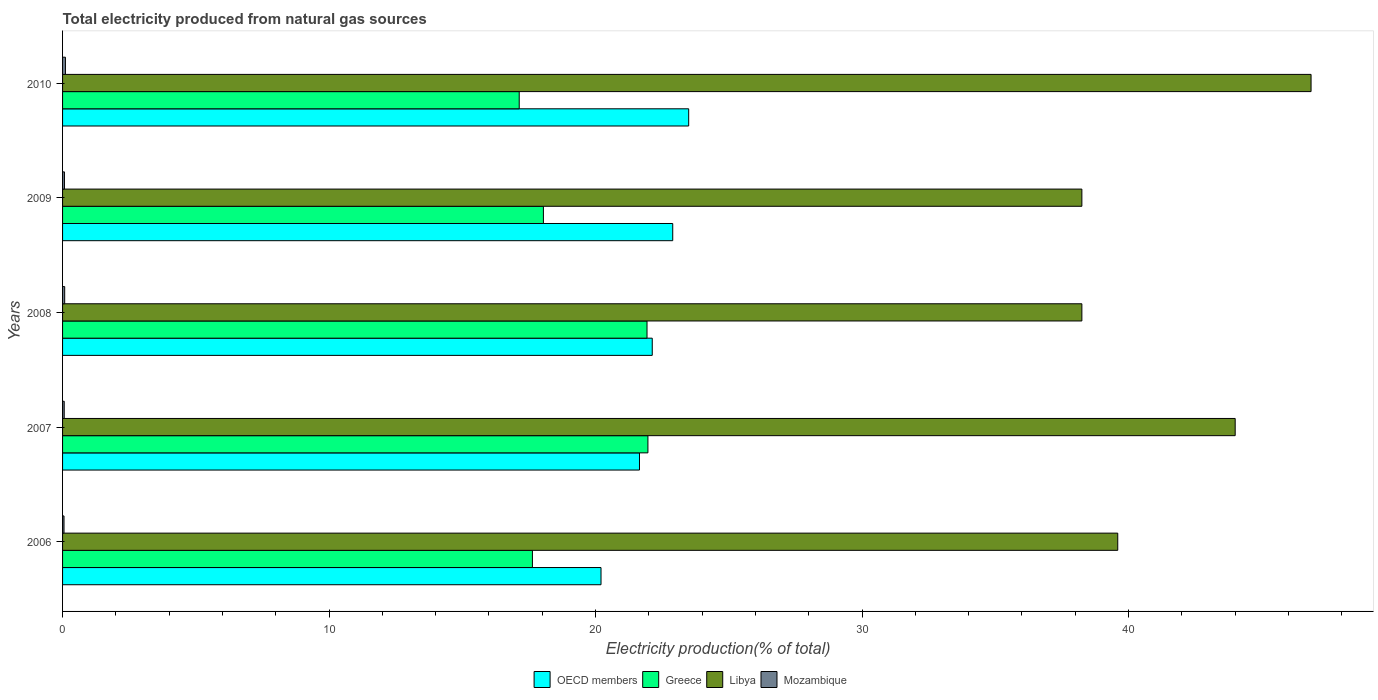 Total electricity produced from natural gas sources
2010
2009
2008
2007
2006
Years
0
10
20
30
40
Electricity production(% of total)
OECD members
Greece
Libya
Mozambique